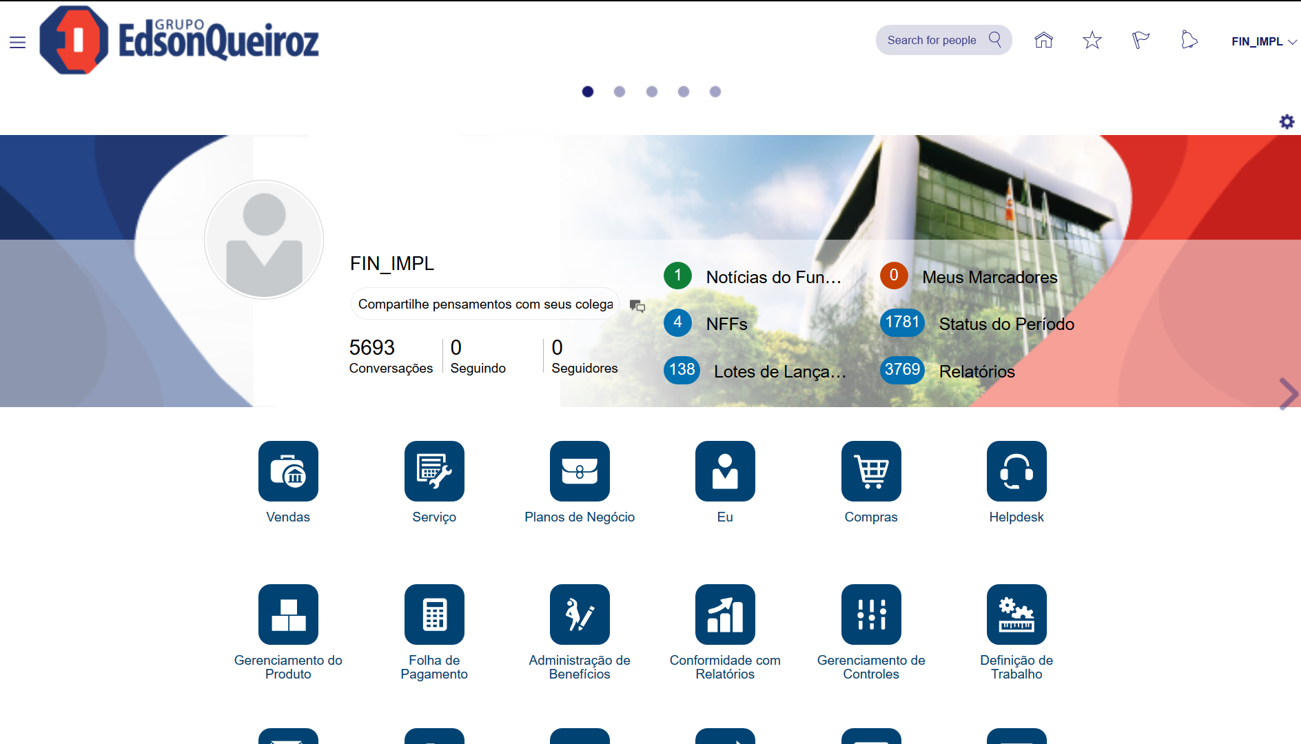 GRUPO
EdsonQueiroz
Search for people
FIN_IMPL
FIN_IMPL
Compartilhe pensamentos com seus colega
5693
Conversações
0
Seguindo
0
Seguidores
1 Notícias do Fun...
0 Meus Marcadores
4 NFFs
1781 Status do Período
138 Lotes de Lança...
3769 Relatórios
Vendas
Serviço
Planos de Negócio
Eu
Compras
Helpdesk
Gerenciamento do
Produto
Folha de
Pagamento
Administração de
Benefícios
Conformidade com
Relatórios
Gerenciamento de
Controles
Definição de
Trabalho